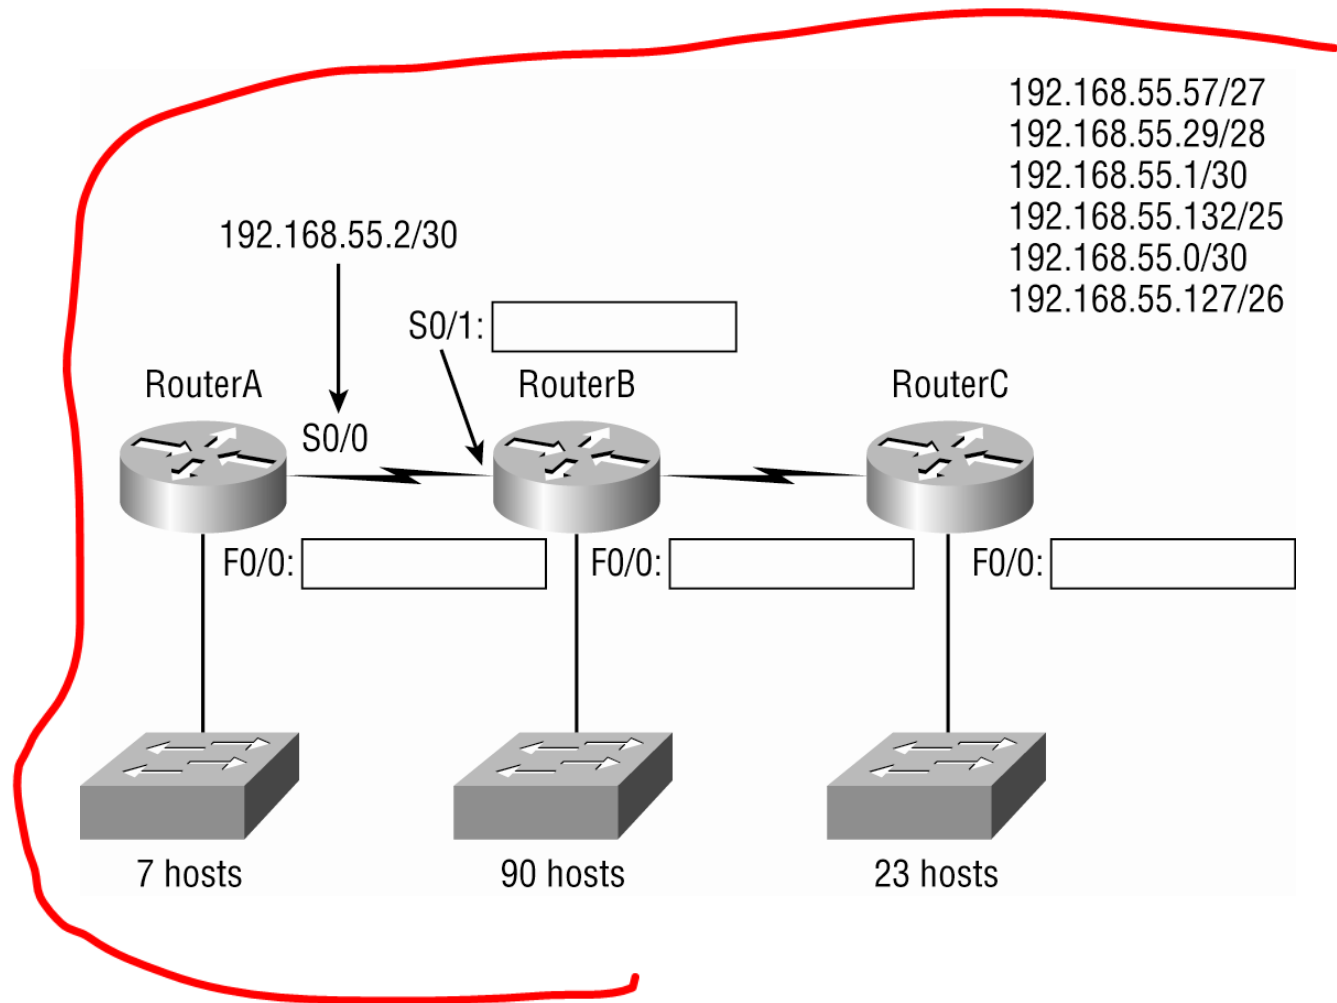 192.168.55.57/27
192.168.55.29/28
192.168.55.1/30
192.168.55.132/25
192.168.55.0/30
192.168.55.127/26
192.168.55.2/30
S0/1:
RouterA
RouterB
RouterC
S0/0
F0/0:
F0/0:
F0/0:
7 hosts
90 hosts
23 hosts